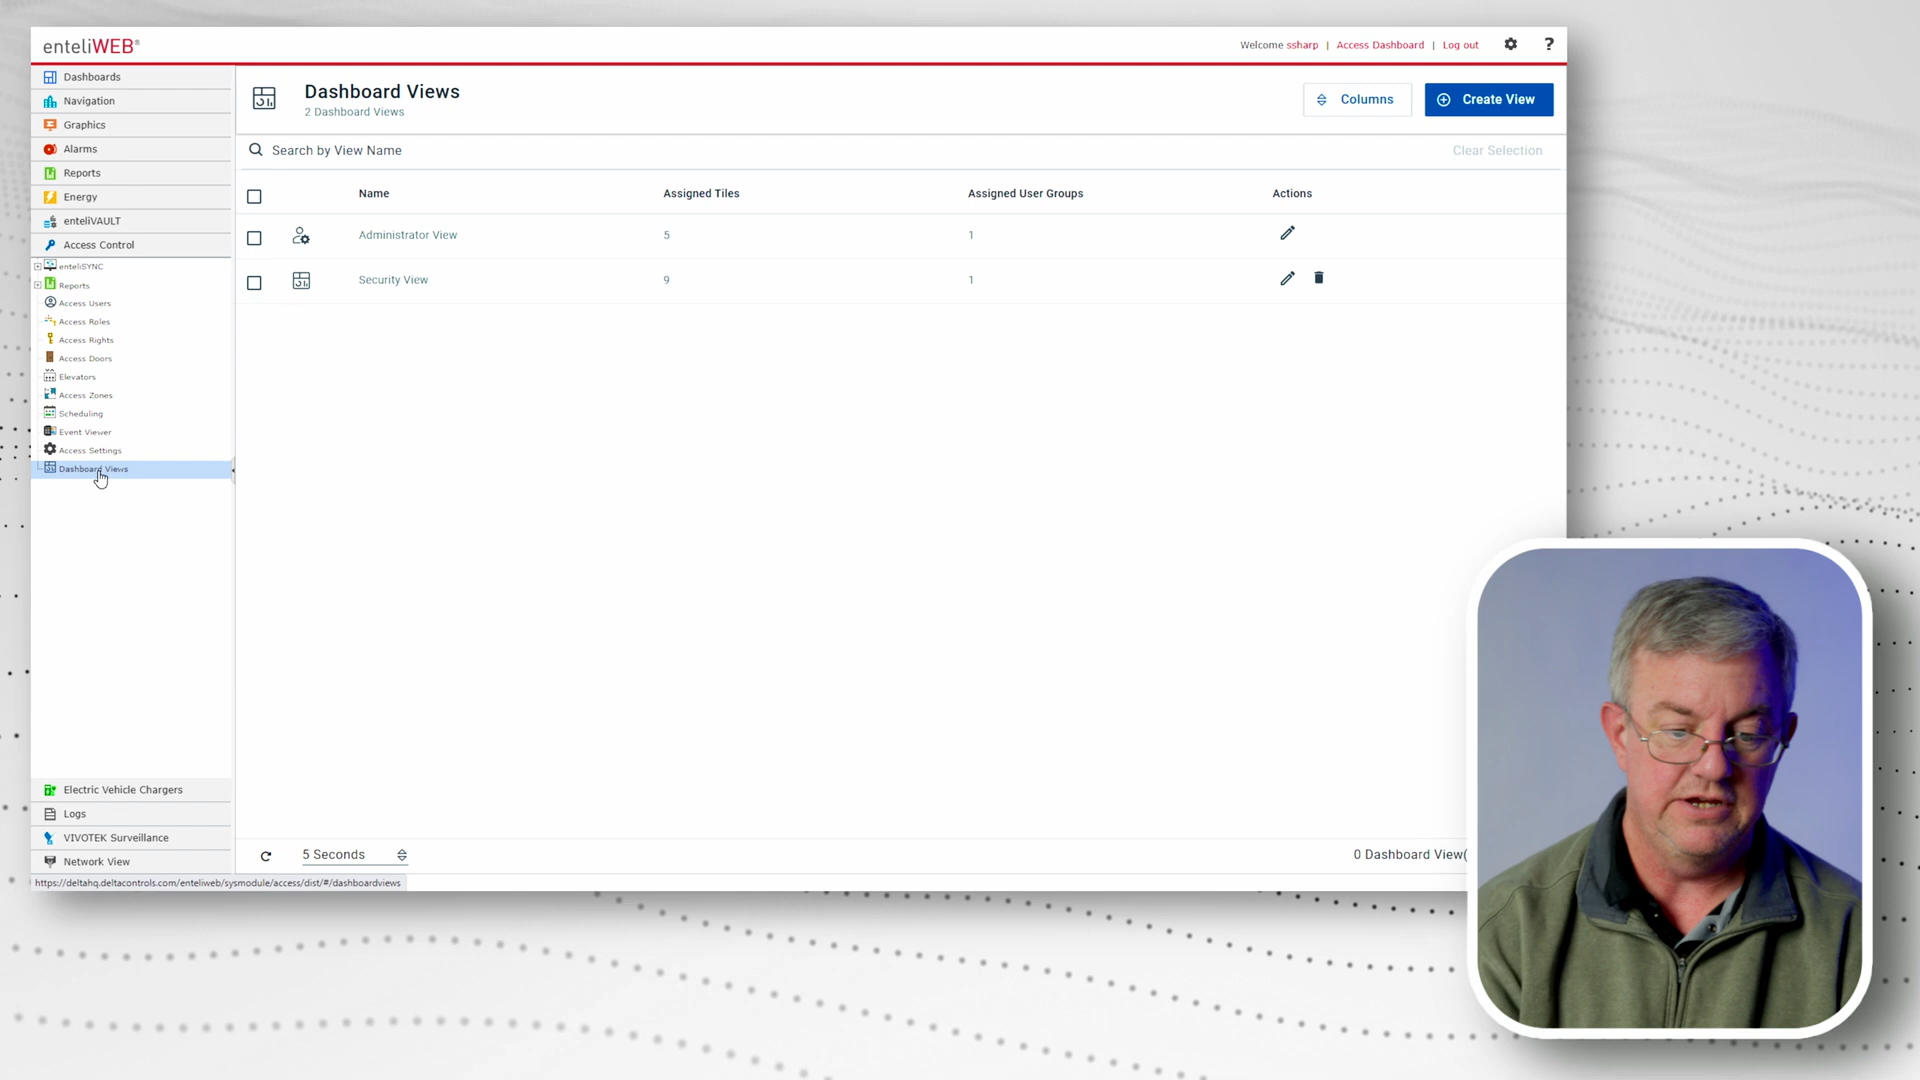 enteliWEB®
Welcome ssharp | Access Dashboard | Log out ?
Dashboards
Navigation
Graphics
Alarms
Reports
Energy
enteliVAULT
Access Control
enteliSYNC
Reports
Access Users
Access Roles
Access Rights
Access Doors
Elevators
Access Zones
Scheduling
Event Viewer
Access Settings
Dashboard Views
Electric Vehicle Chargers
Logs
VIVOTEK Surveillance
Network View
Dashboard Views
2 Dashboard Views
Columns
Create View
Search by View Name
Clear Selection
Name Assigned Tiles Assigned User Groups Actions
Administrator View 5 1
Security View 9 1
5 Seconds
0 Dashboard View(
https://deltahq.deltacontrols.com/enteliweb/sysmodule/access/dist/#/dashboardviews